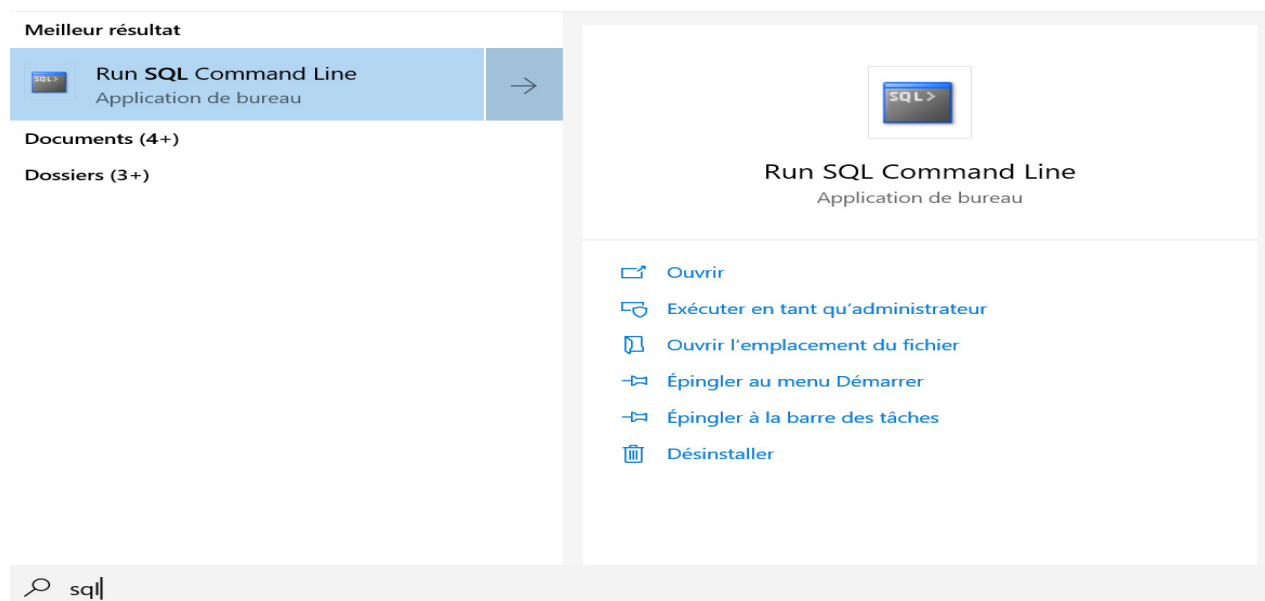 Meilleur résultat
SQL>
Run SQL Command Line
Application de bureau
Documents (4+)
Dossiers (3+)
SQL>
Run SQL Command Line
Application de bureau
Ouvrir
Exécuter en tant qu'administrateur
Ouvrir l'emplacement du fichier
Épingler au menu Démarrer
Épingler à la barre des tâches
Désinstaller
sql